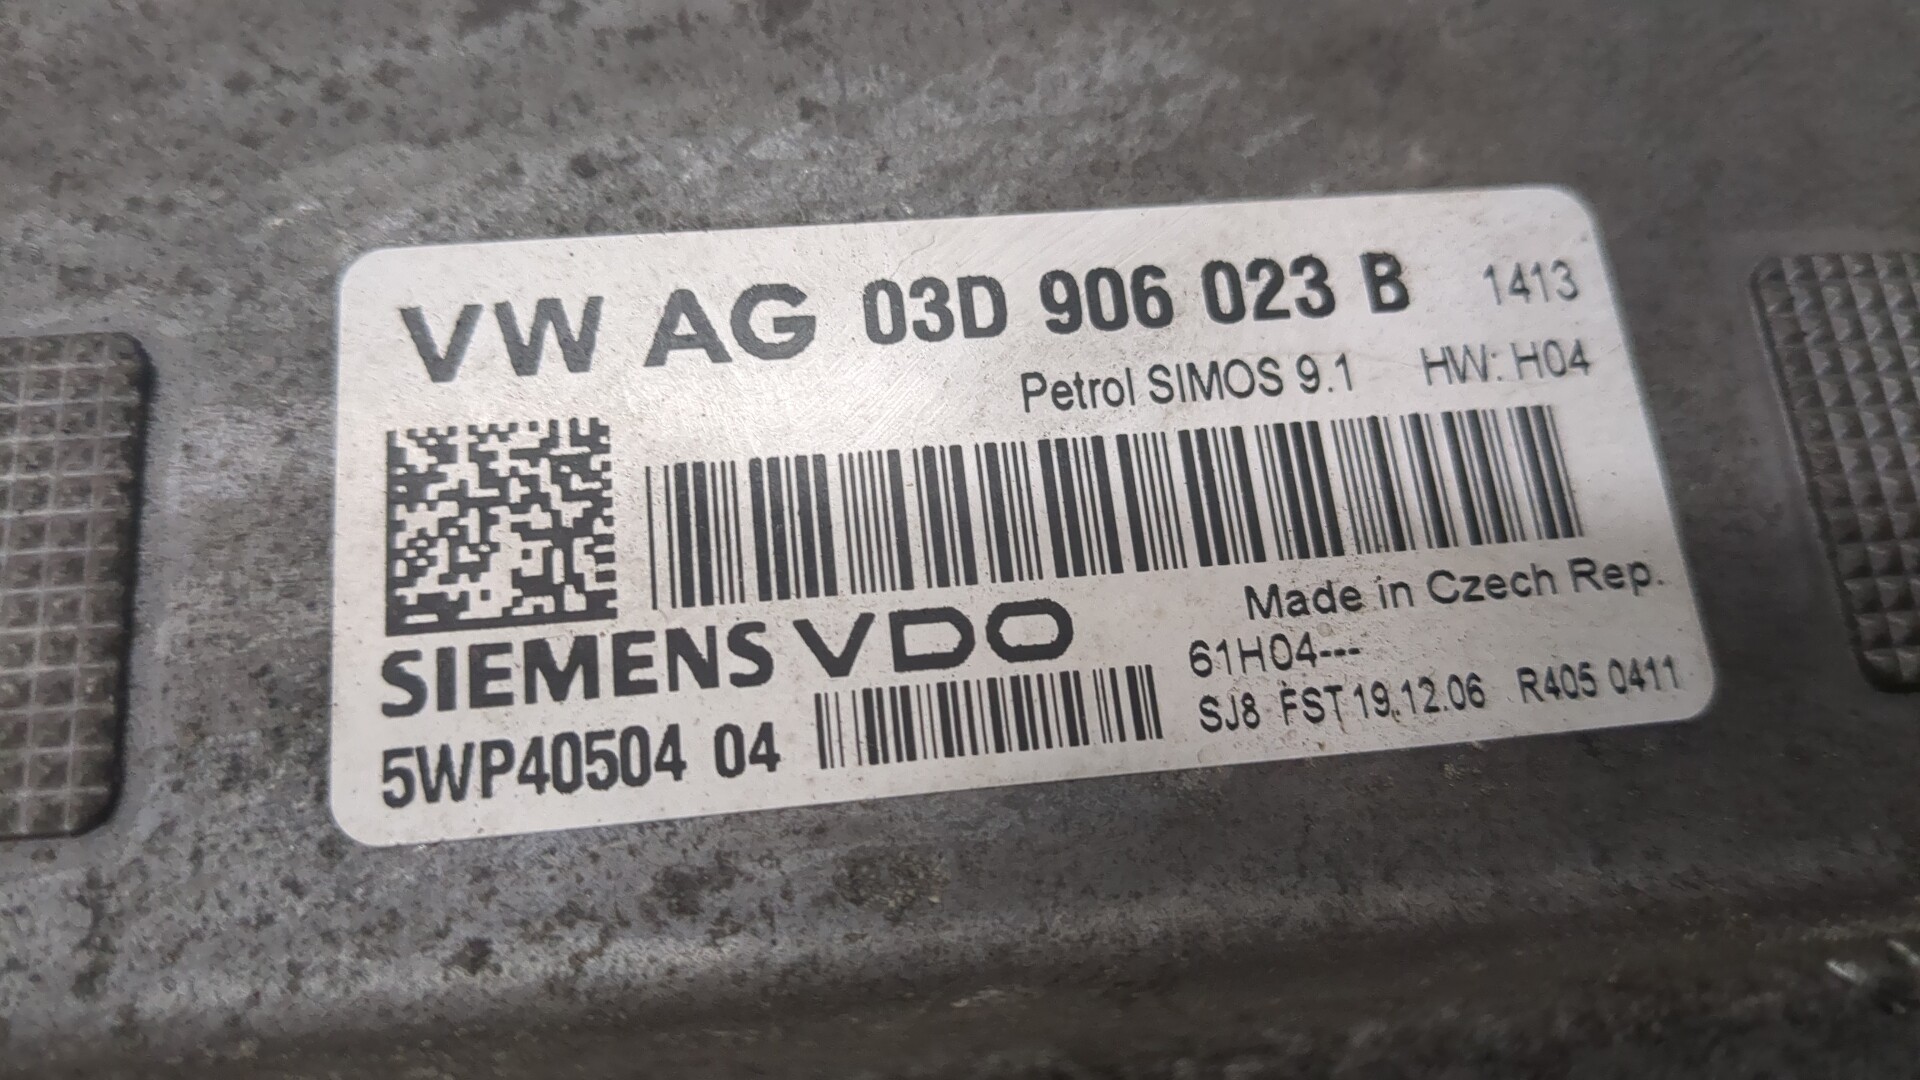 VW AG 03D 906 023 B 1413
Petrol SIMOS 9.1 HW: H04
Made in Czech Rep.
SIEMENS VDO
61H04---
5WP40504 04
SJ8 FST 19.12.06 R405 0411